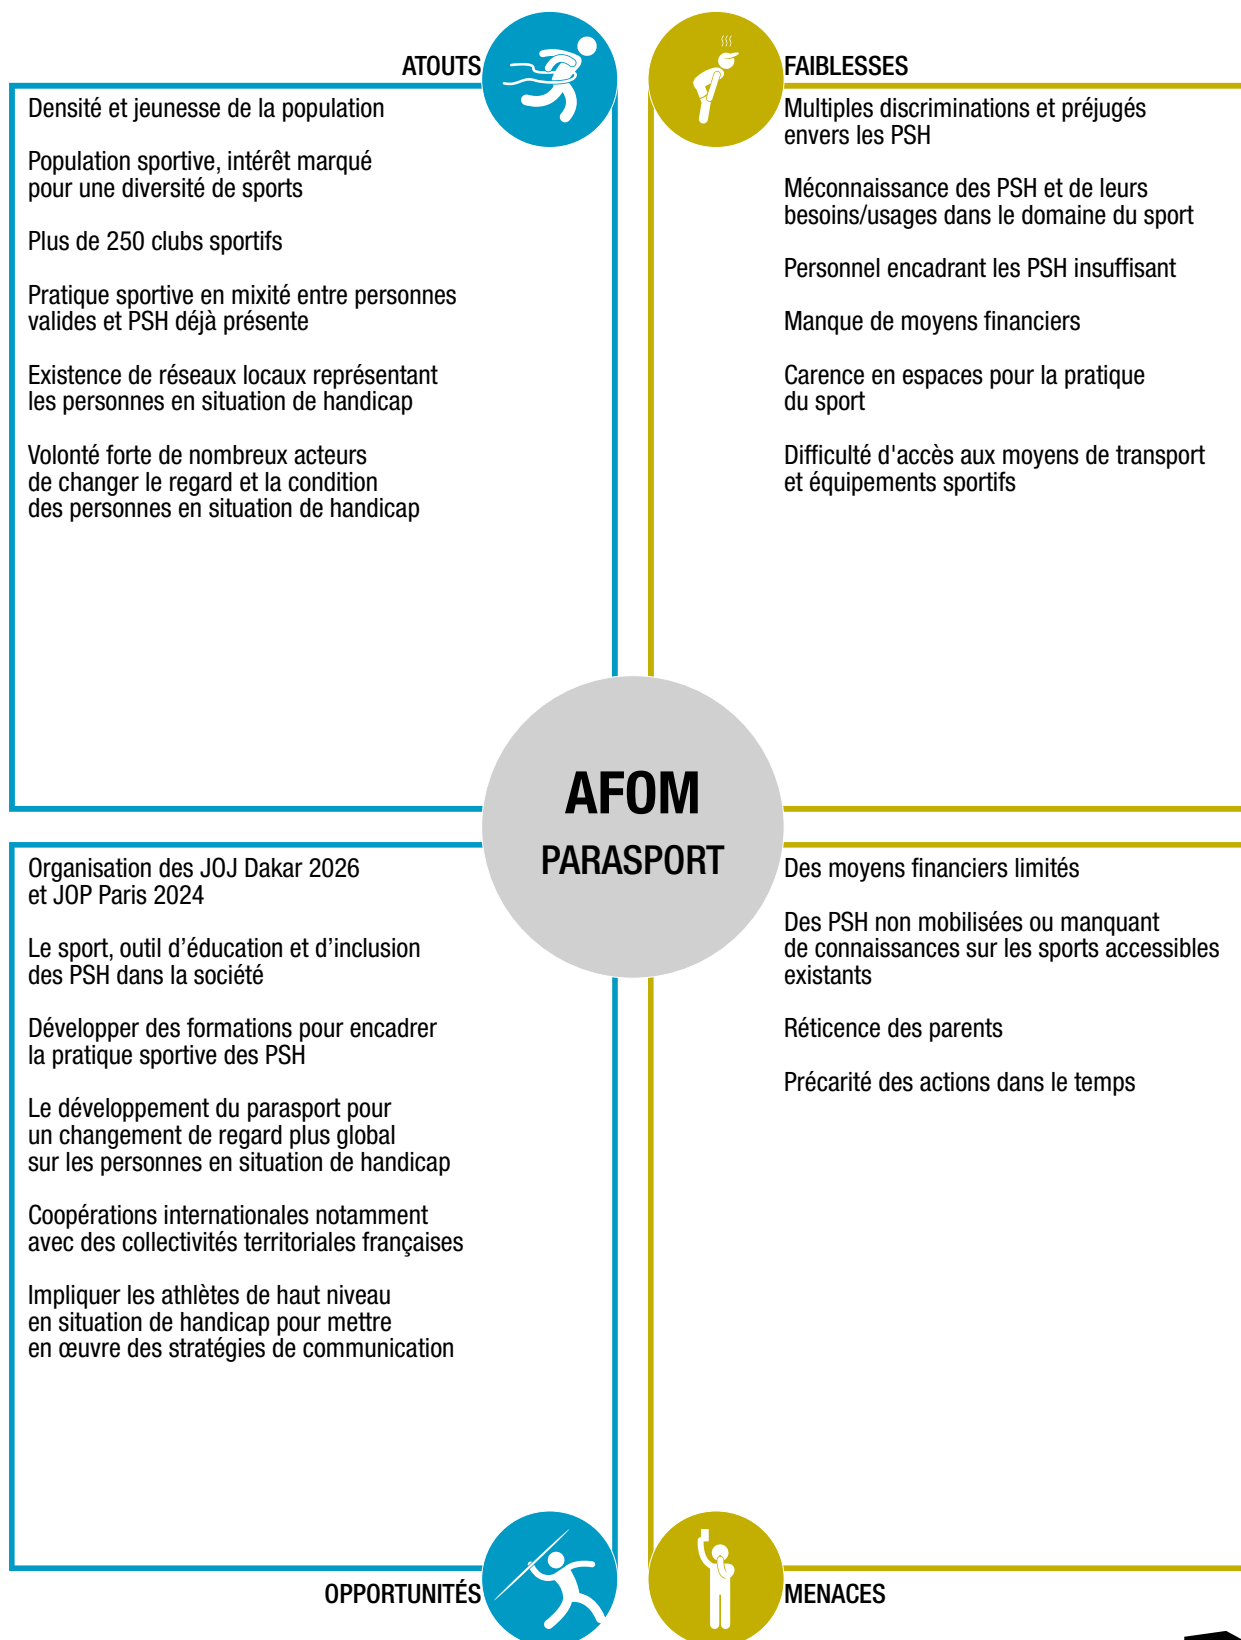 ATOUTS
Densité et jeunesse de la population
Population sportive, intérêt marqué
pour une diversité de sports
Plus de 250 clubs sportifs
Pratique sportive en mixité entre personnes
valides et PSH déjà présente
Existence de réseaux locaux représentant
les personnes en situation de handicap
Volonté forte de nombreux acteurs
de changer le regard et la condition
des personnes en situation de handicap
FAIBLESSES
Multiples discriminations et préjugés
envers les PSH
Méconnaissance des PSH et de leurs
besoins/usages dans le domaine du sport
Personnel encadrant les PSH insuffisant
Manque de moyens financiers
Carence en espaces pour la pratique
du sport
Difficulté d'accès aux moyens de transport
et équipements sportifs
AFOM
PARASPORT
Organisation des JOJ Dakar 2026
et JOP Paris 2024
Le sport, outil d’éducation et d’inclusion
des PSH dans la société
Développer des formations pour encadrer
la pratique sportive des PSH
Le développement du parasport pour
un changement de regard plus global
sur les personnes en situation de handicap
Coopérations internationales notamment
avec des collectivités territoriales françaises
Impliquer les athlètes de haut niveau
en situation de handicap pour mettre
en œuvre des stratégies de communication
OPPORTUNITÉS
Des moyens financiers limités
Des PSH non mobilisées ou manquant
de connaissances sur les sports accessibles
existants
Réticence des parents
Précarité des actions dans le temps
MENACES